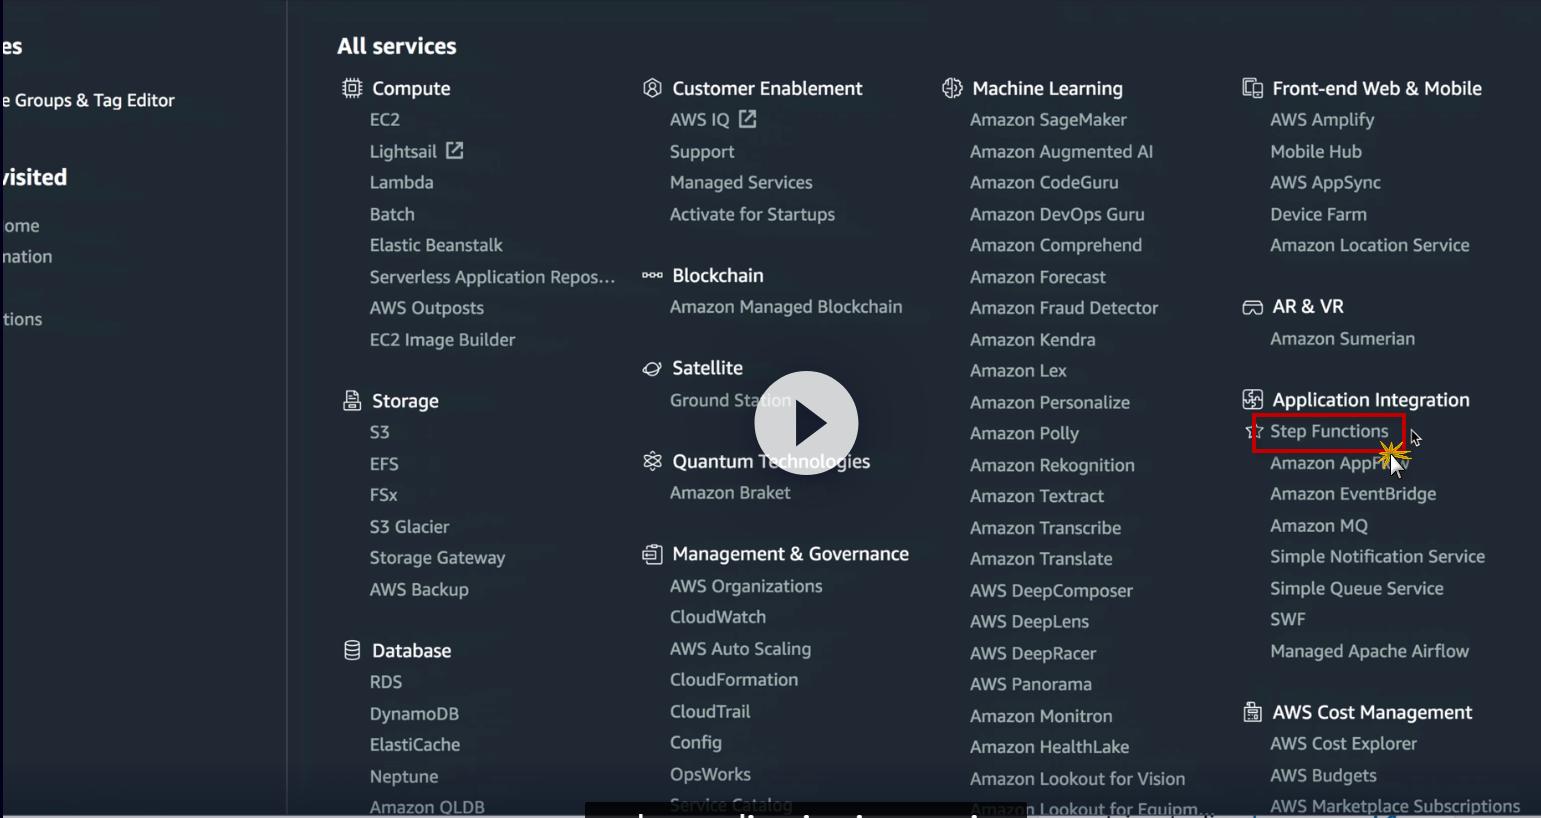 es
e Groups & Tag Editor
visited
ome
mation
tions
All services
Compute
EC2
Lightsail
Lambda
Batch
Elastic Beanstalk
Serverless Application Repos...
AWS Outposts
EC2 Image Builder
Storage
S3
EFS
FSx
S3 Glacier
Storage Gateway
AWS Backup
Database
RDS
DynamoDB
ElastiCache
Neptune
Amazon QLDB
Customer Enablement
AWS IQ
Support
Managed Services
Activate for Startups
Blockchain
Amazon Managed Blockchain
Satellite
Ground Station
Quantum Technologies
Amazon Braket
Management & Governance
AWS Organizations
CloudWatch
AWS Auto Scaling
CloudFormation
CloudTrail
Config
OpsWorks
Service Catalog
Machine Learning
Amazon SageMaker
Amazon Augmented AI
Amazon CodeGuru
Amazon DevOps Guru
Amazon Comprehend
Amazon Forecast
Amazon Fraud Detector
Amazon Kendra
Amazon Lex
Amazon Personalize
Amazon Polly
Amazon Rekognition
Amazon Textract
Amazon Transcribe
Amazon Translate
AWS DeepComposer
AWS DeepLens
AWS DeepRacer
AWS Panorama
Amazon Monitron
Amazon HealthLake
Amazon Lookout for Vision
Amazon Lookout for Equipm...
Front-end Web & Mobile
AWS Amplify
Mobile Hub
AWS AppSync
Device Farm
Amazon Location Service
AR & VR
Amazon Sumerian
Application Integration
Step Functions
Amazon AppFlow
Amazon EventBridge
Amazon MQ
Simple Notification Service
Simple Queue Service
SWF
Managed Apache Airflow
AWS Cost Management
AWS Cost Explorer
AWS Budgets
AWS Marketplace Subscriptions